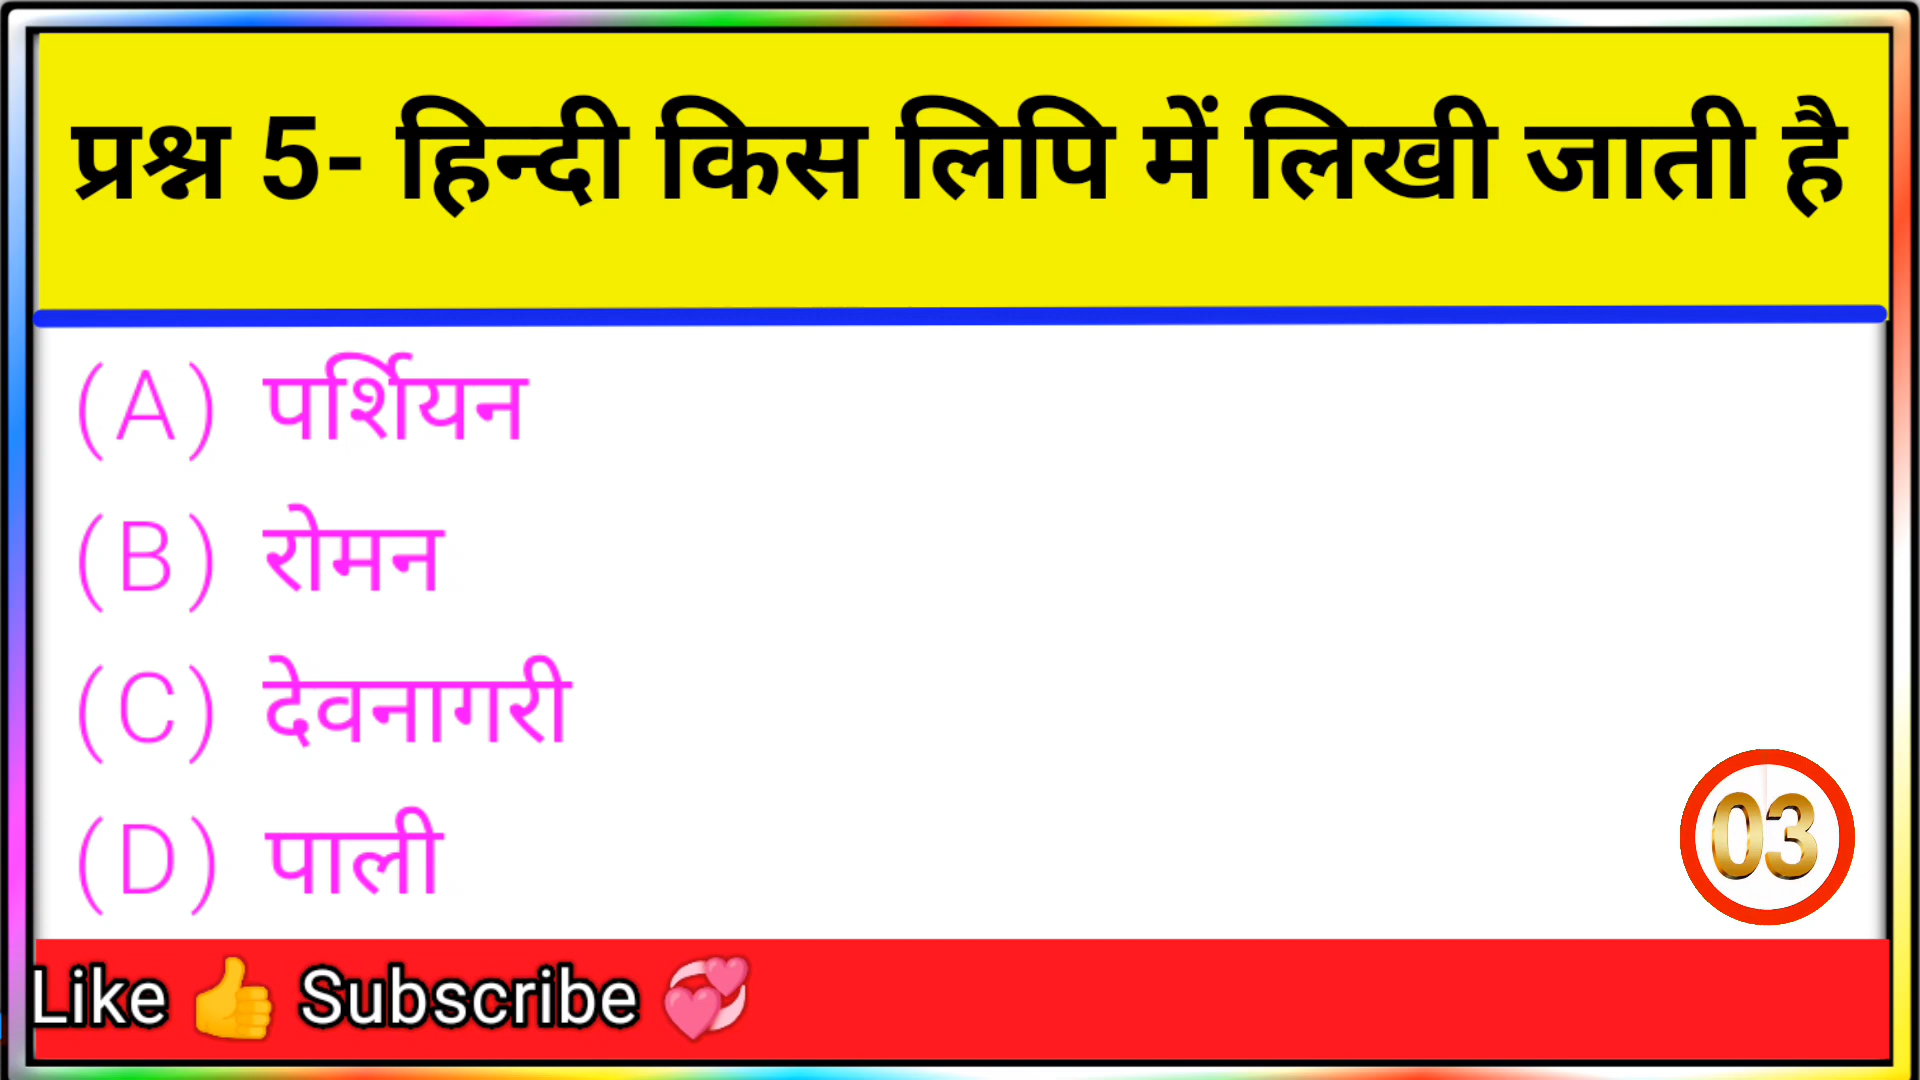 प्रश्न 5- हिन्दी किस लिपि में लिखी जाती है
(A) पर्शियन
(B) रोमन
(C) देवनागरी
(D) पाली
03
Like 👍 Subscribe 💞